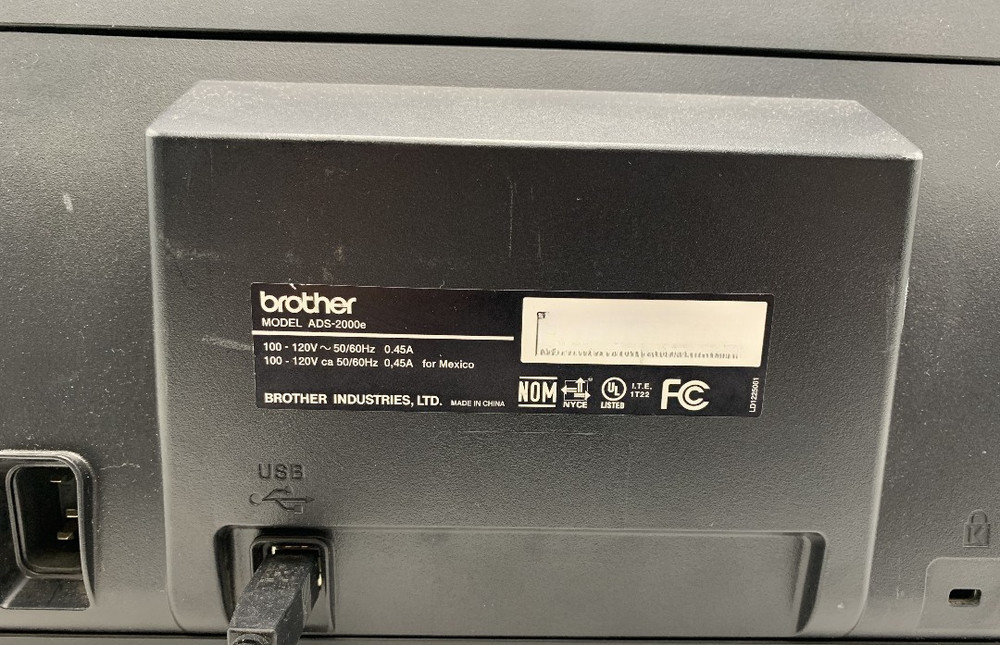 brother
MODEL ADS-2000e
100 - 120V ~ 50/60Hz 0.45A
100 - 120V ca 50/60Hz 0,45A for Mexico
BROTHER INDUSTRIES, LTD. MADE IN CHINA
NOM
NYCE
UL
LISTED
I.T.E.
1T22
FC
LD1225001
USB
K